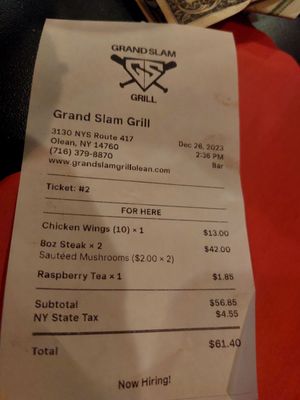 GRAND SLAM
GS
GRILL
Grand Slam Grill
3130 NYS Route 417
Olean, NY 14760
(716) 379-8870
www.grandslamgrillolean.com
Dec 26, 2023
2:36 PM
Bar
Ticket: #2
FOR HERE
Chicken Wings (10) × 1 $13.00
8oz Steak × 2 $42.00
Sautéed Mushrooms ($2.00 × 2)
Raspberry Tea × 1 $1.85
Subtotal $56.85
NY State Tax $4.55
Total $61.40
Now Hiring!